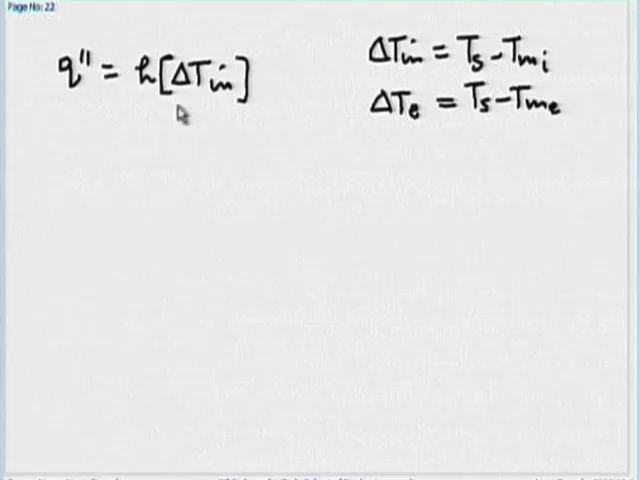 Page No: 22
q'' = h[ΔTin]
ΔTin = Ts - Tmi
ΔTe = Ts - Tme